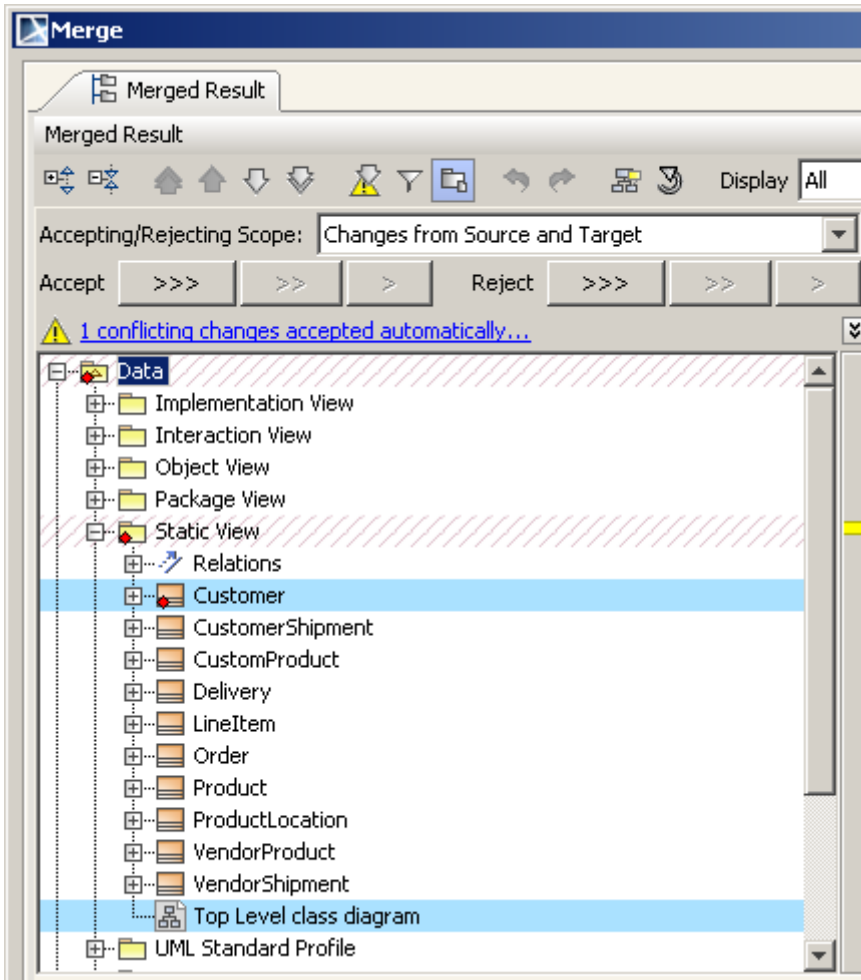 Merge
Merged Result
Merged Result
Display All
Accepting/Rejecting Scope: Changes from Source and Target
Accept >>> >> > Reject >>> >> >
1 conflicting changes accepted automatically...
Data
Implementation View
Interaction View
Object View
Package View
Static View
Relations
Customer
CustomerShipment
CustomProduct
Delivery
LineItem
Order
Product
ProductLocation
VendorProduct
VendorShipment
Top Level class diagram
UML Standard Profile